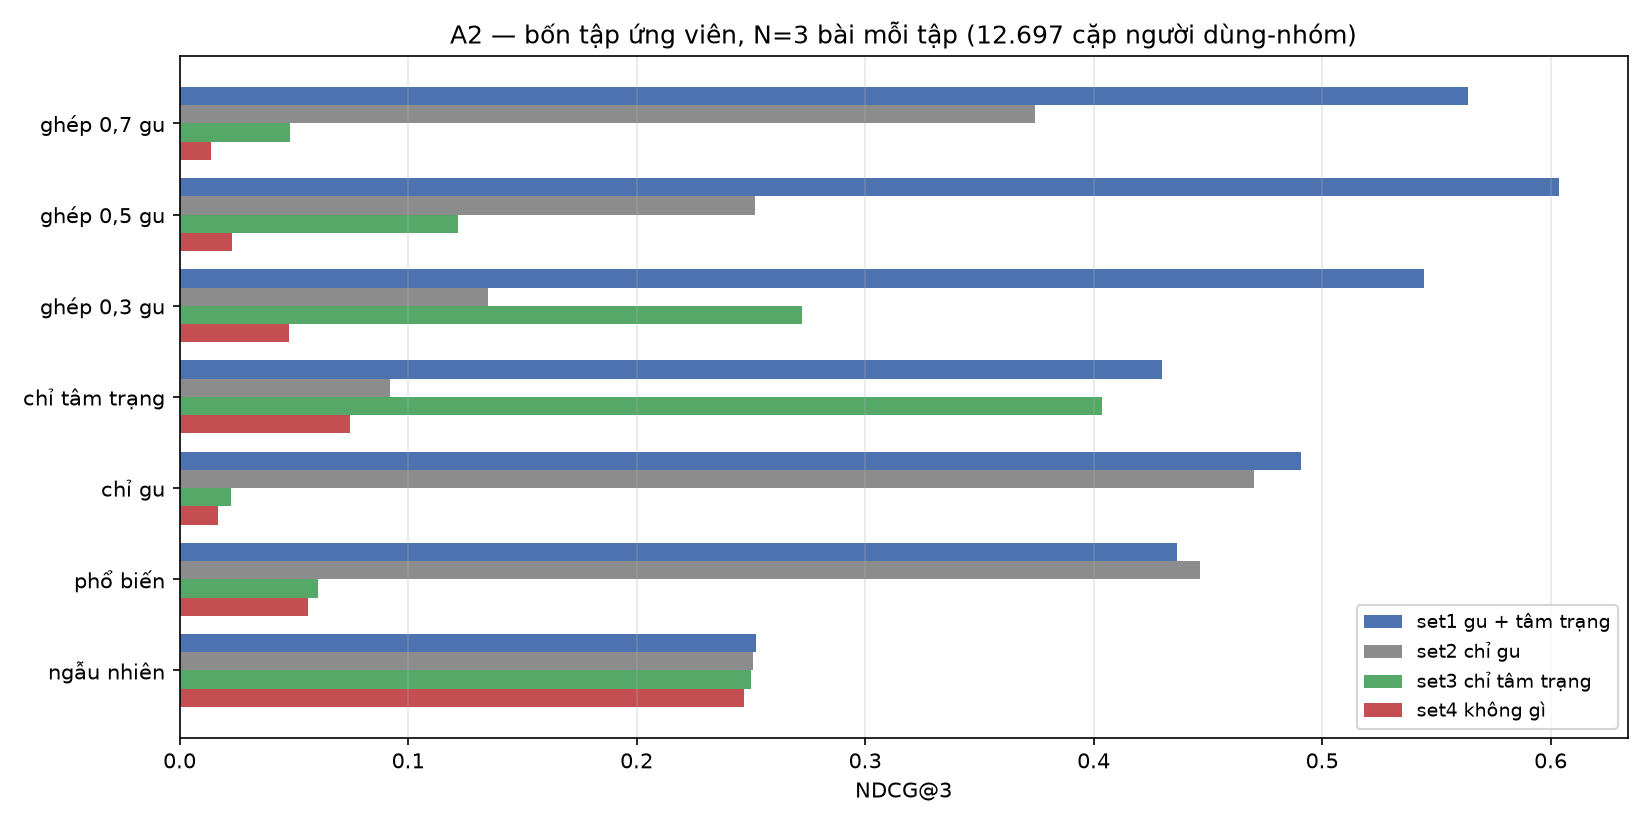 A2 — bốn tập ứng viên, N=3 bài mỗi tập (12.697 cặp người dùng-nhóm)
ghép 0,7 gu
ghép 0,5 gu
ghép 0,3 gu
chỉ tâm trạng
chỉ gu
phổ biến
ngẫu nhiên
set1 gu + tâm trạng
set2 chỉ gu
set3 chỉ tâm trạng
set4 không gì
0.0 0.1 0.2 0.3 0.4 0.5 0.6
NDCG@3